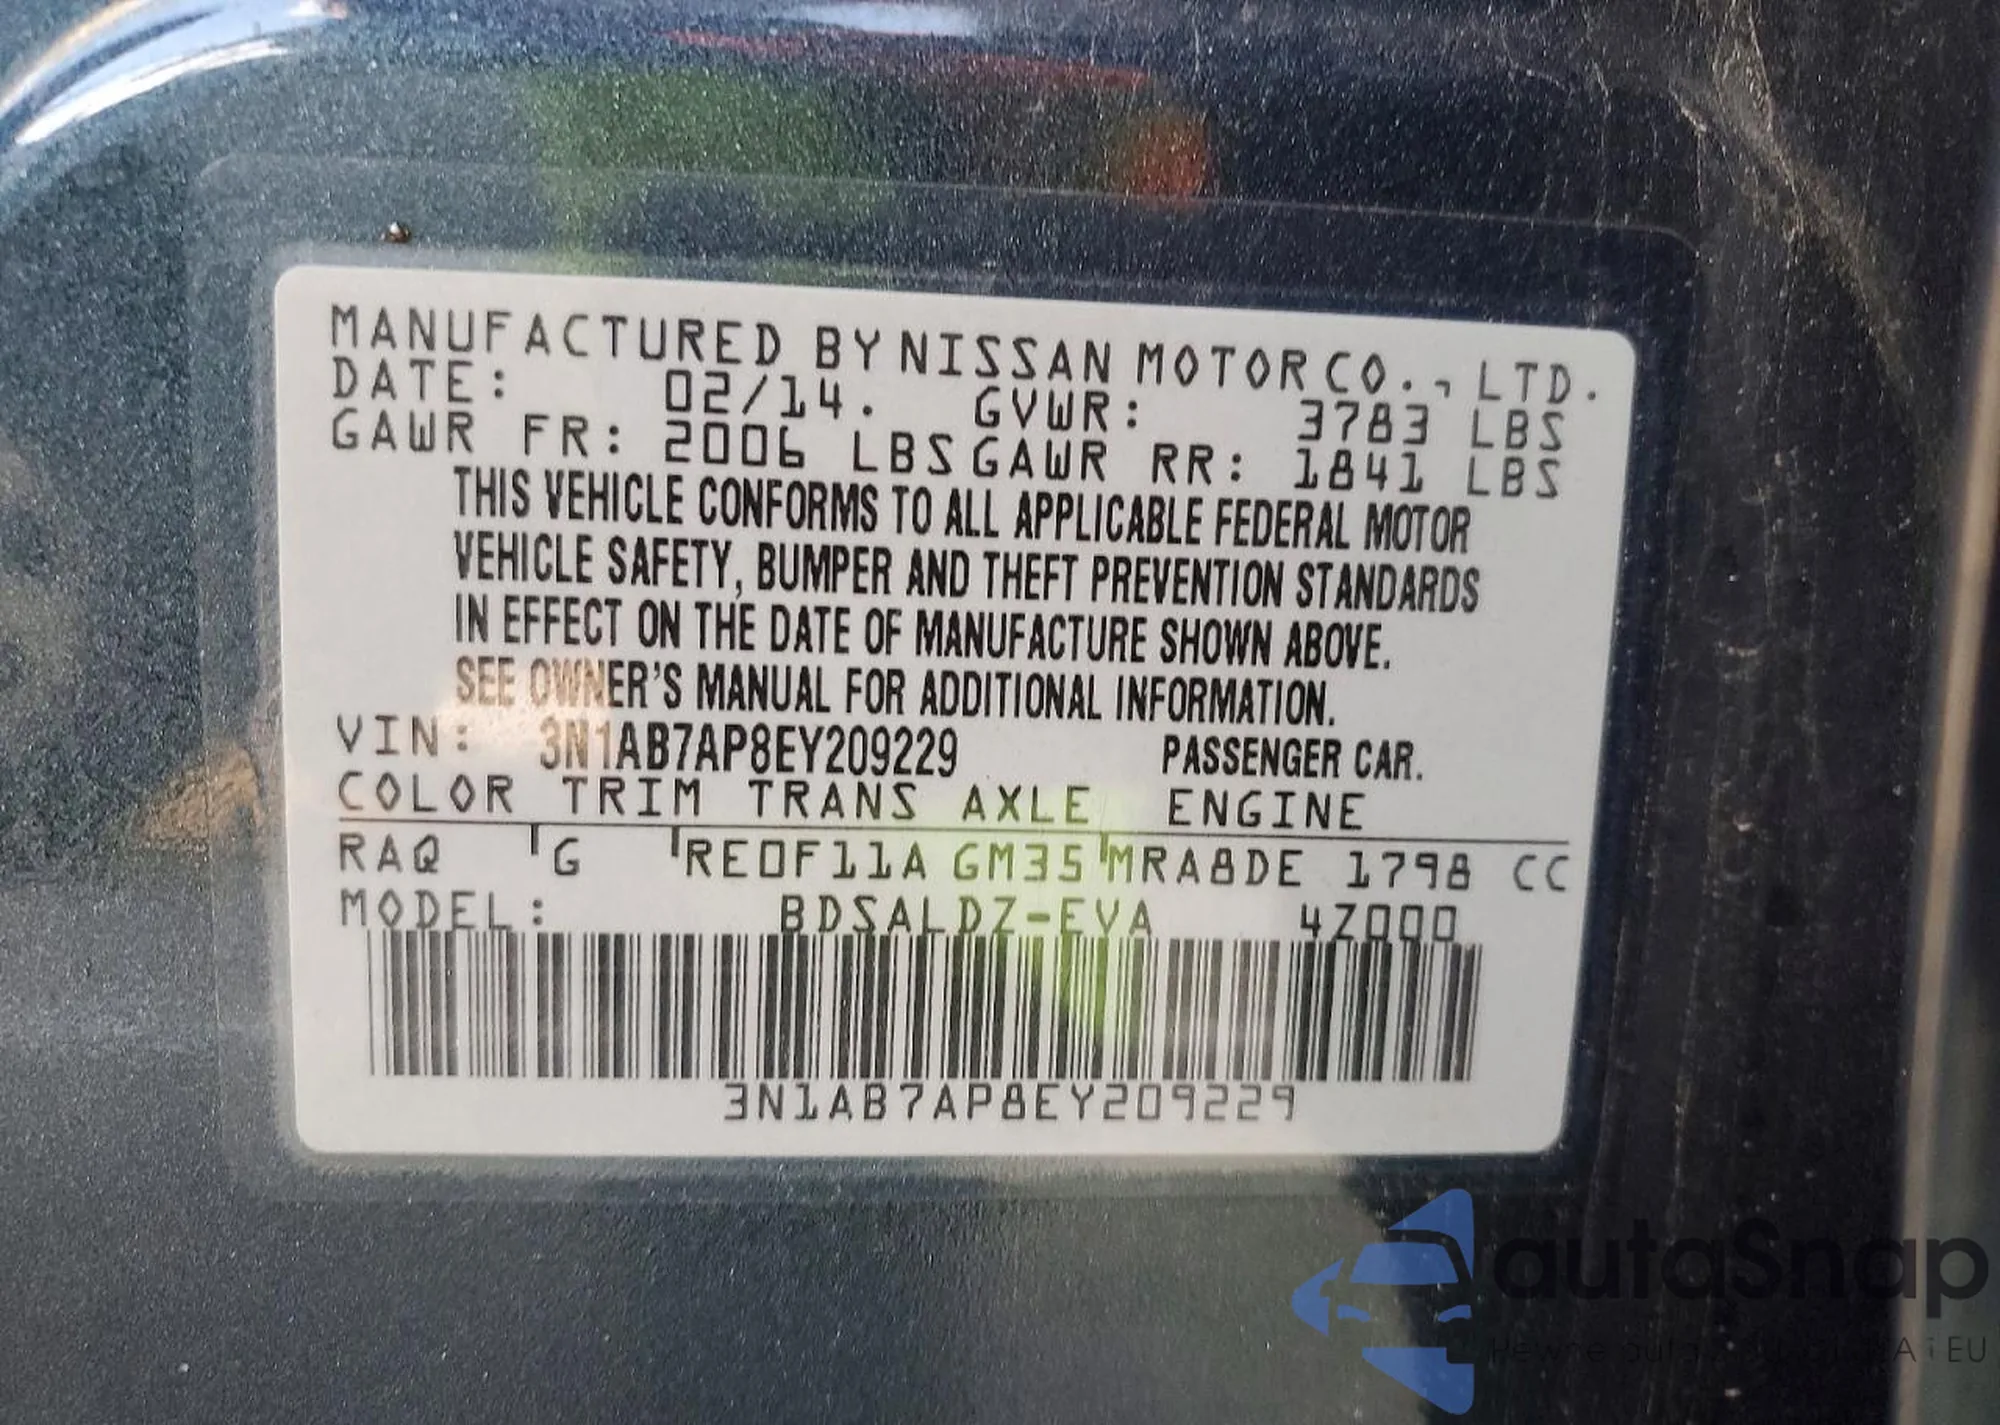 MANUFACTURED BY NISSAN MOTOR CO., LTD.
DATE: 02/14. GVWR: 3783 LBS
GAWR FR: 2006 LBS GAWR RR: 1841 LBS
THIS VEHICLE CONFORMS TO ALL APPLICABLE FEDERAL MOTOR
VEHICLE SAFETY, BUMPER AND THEFT PREVENTION STANDARDS
IN EFFECT ON THE DATE OF MANUFACTURE SHOWN ABOVE.
SEE OWNER'S MANUAL FOR ADDITIONAL INFORMATION.
VIN: 3N1AB7AP8EY209229 PASSENGER CAR.
COLOR TRIM TRANS AXLE ENGINE
RAQ G RE0F11A GM35 MRA8DE 1798 CC
MODEL: BDSALDZ-EVA 4Z000
3N1AB7AP8EY209229
autaSnap
EU